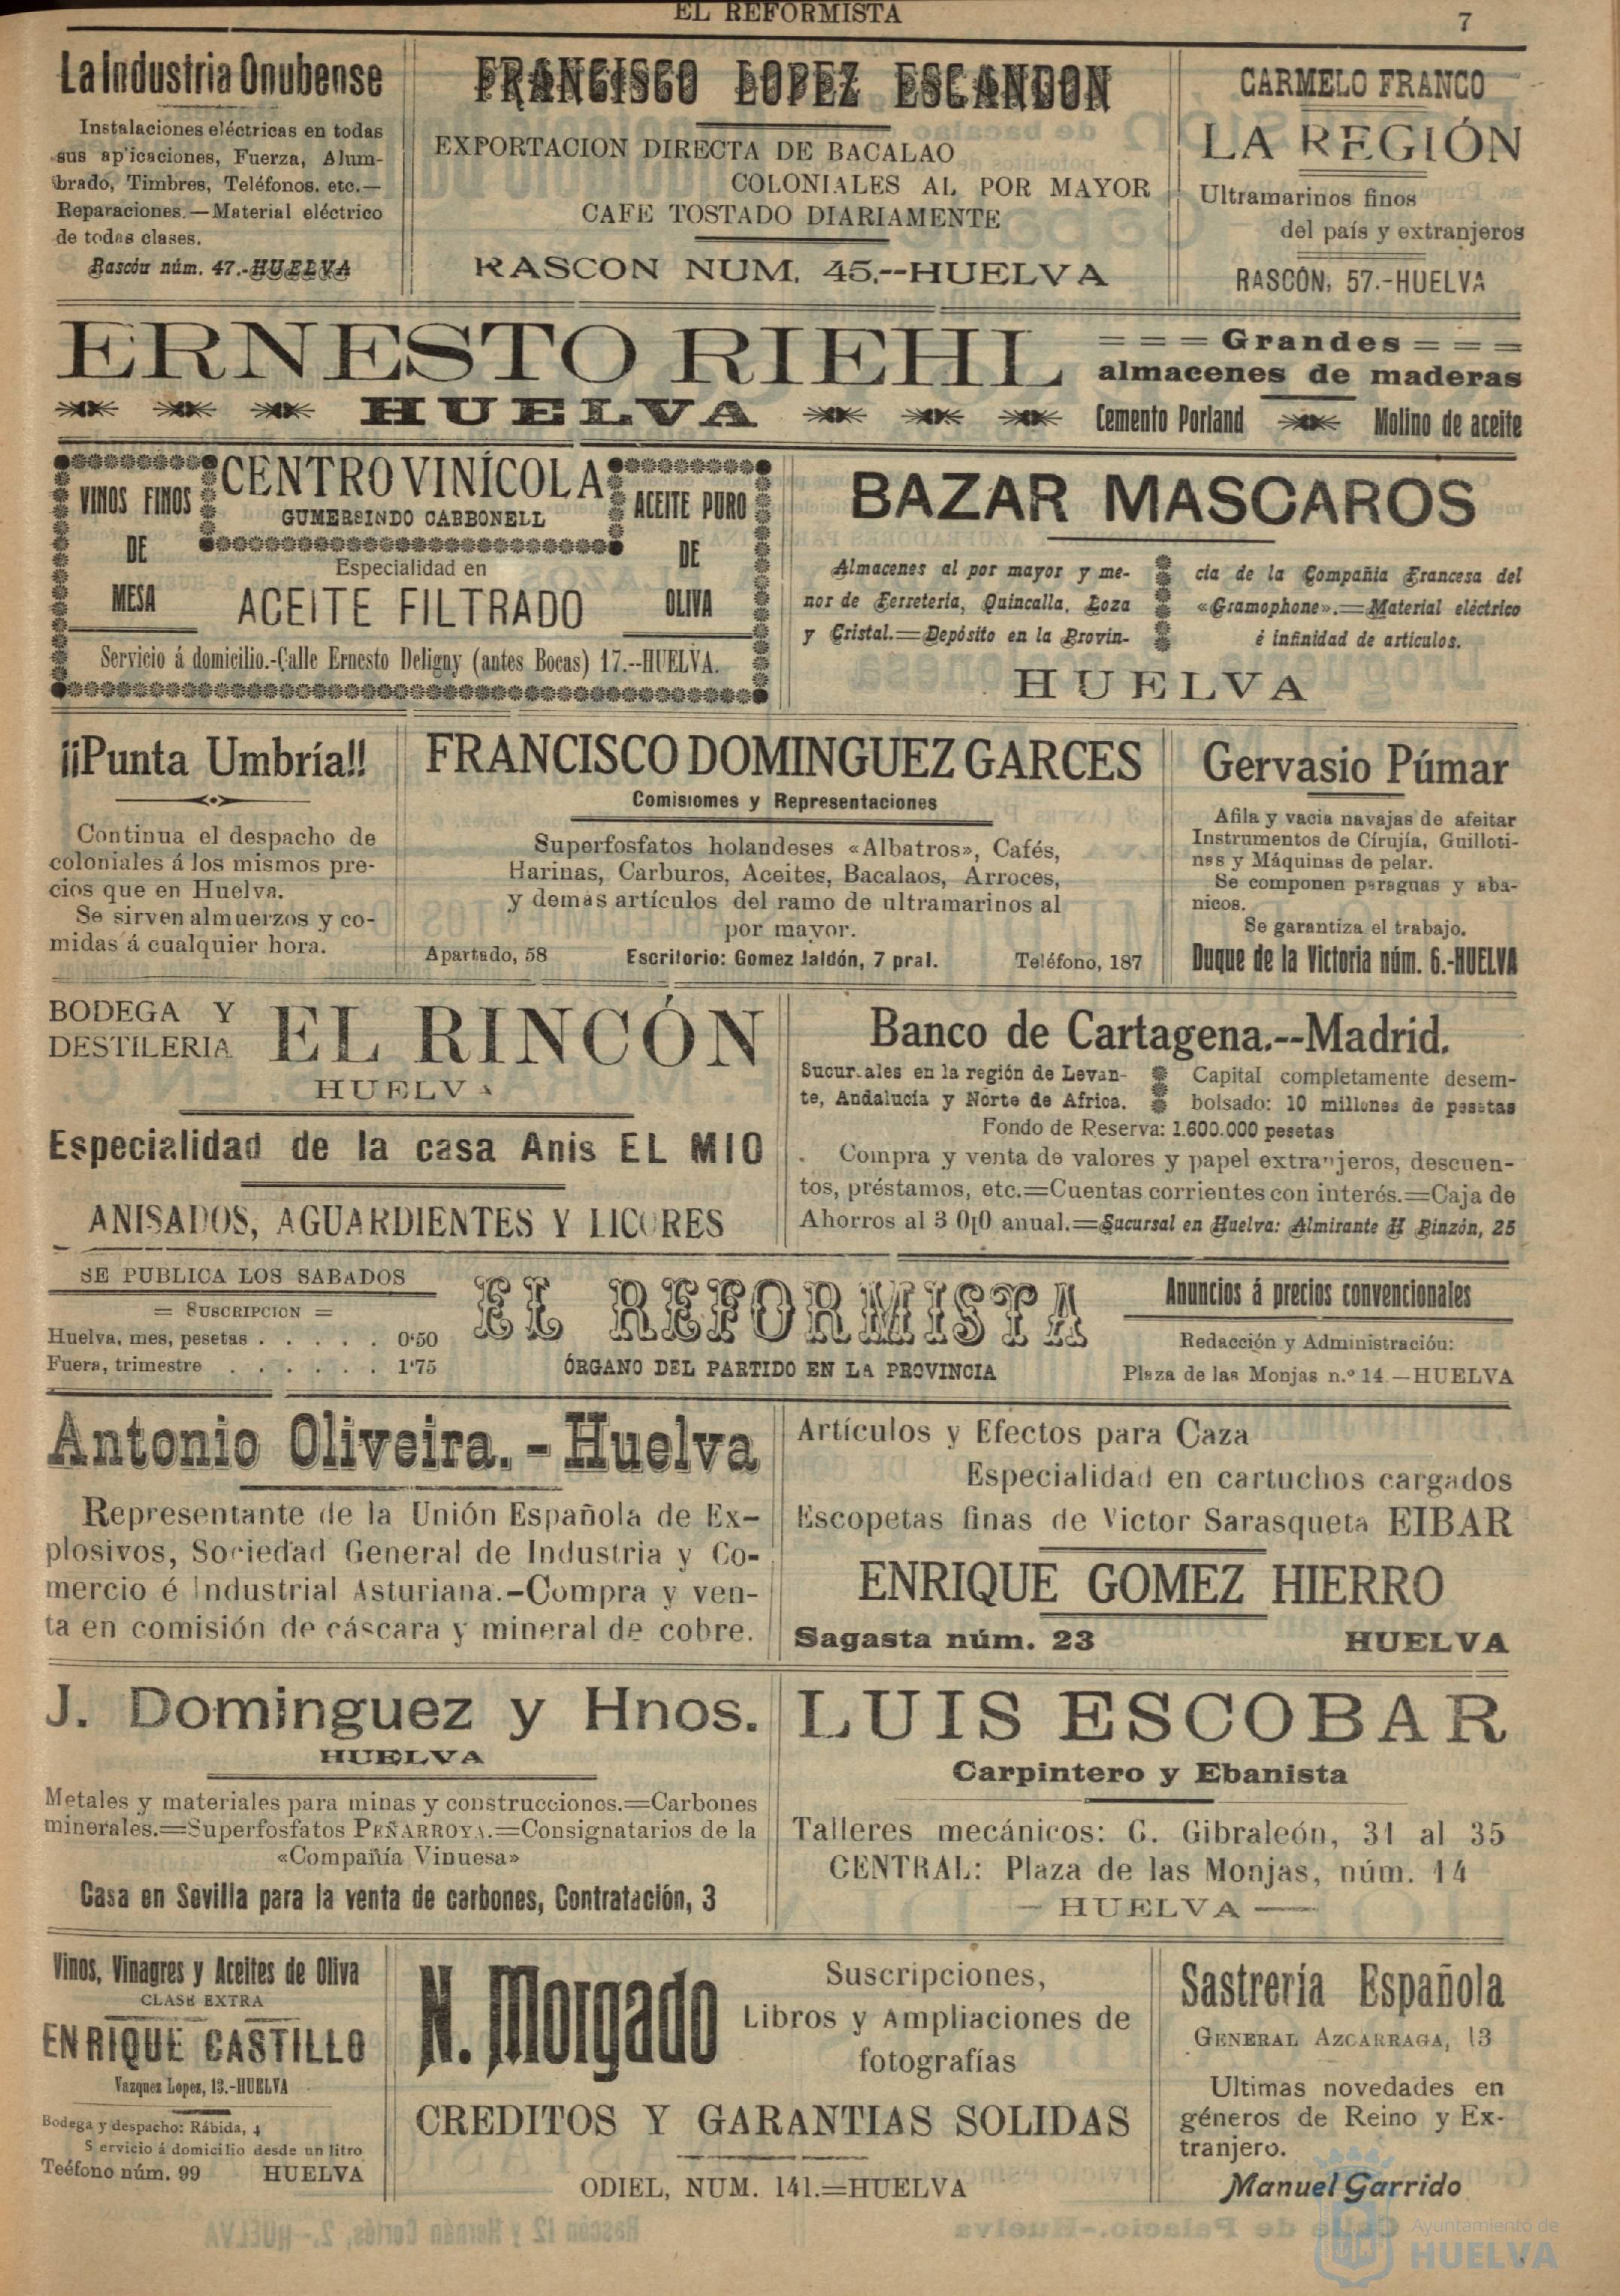 EL REFORMISTA
7
La Industria Onubense
Instalaciones eléctricas en todas
sus ap'icaciones, Fuerza, Alum-
brado, Timbres, Teléfonos. etc.—
Reparaciones.—Material eléctrico
de todas clases.
Rascón núm. 47.-HUELVA
FRANCISCO LOPEZ ESCANDON
EXPORTACION DIRECTA DE BACALAO
COLONIALES AL POR MAYOR
CAFE TOSTADO DIARIAMENTE
RASCON NUM. 45.--HUELVA
CARMELO FRANCO
LA REGIÓN
Ultramarinos finos
del país y extranjeros
RASCÓN, 57.-HUELVA
ERNESTO RIEHL
HUELVA
= = = Grandes = = =
almacenes de maderas
Cemento Porland Molino de aceite
VINOS FINOS
DE
MESA
CENTRO VINÍCOLA
GUMERSINDO CARBONELL
Especialidad en
ACEITE FILTRADO
ACEITE PURO
DE
OLIVA
Servicio á domicilio.-Calle Ernesto Deligny (antes Bocas) 17.--HUELVA.
BAZAR MASCAROS
Almacenes al por mayor y me-
nor de Ferreteria, Quincalla, Loza
y Cristal.=Depósito en la Provin-
cia de la Compañia Francesa del
«Gramophone».=Material eléctrico
é infinidad de articulos.
HUELVA
¡¡Punta Umbría!!
Continua el despacho de
coloniales á los mismos pre-
cios que en Huelva.
Se sirven almuerzos y co-
midas á cualquier hora.
FRANCISCO DOMINGUEZ GARCES
Comisiomes y Representaciones
Superfosfatos holandeses «Albatros», Cafés,
Harinas, Carburos, Aceites, Bacalaos, Arroces,
y demás artículos del ramo de ultramarinos al
por mayor.
Apartado, 58 Escritorio: Gomez Jaldón, 7 pral. Teléfono, 187
Gervasio Púmar
Afila y vacia navajas de afeitar
Instrumentos de Círujía, Guilloti-
nas y Máquinas de pelar.
Se componen paraguas y aba-
nicos.
Se garantiza el trabajo.
Duque de la Victoria núm. 6.-HUELVA
BODEGA Y
DESTILERIA
EL RINCÓN
HUELVA
Especialidad de la casa Anis EL MIO
ANISADOS, AGUARDIENTES Y LICORES
Banco de Cartagena.--Madrid.
Sucursales en la región de Levan-
te, Andalucía y Norte de Africa.
Capital completamente desem-
bolsado: 10 millones de pesetas
Fondo de Reserva: 1.600.000 pesetas
Compra y venta de valores y papel extranjeros, descuen-
tos, préstamos, etc.=Cuentas corrientes con interés.=Caja de
Ahorros al 3 0¡0 anual.=Sucursal en Huelva: Almirante H Pinzón, 25
SE PUBLICA LOS SABADOS
= SUSCRIPCION =
Huelva, mes, pesetas . . . . . 0'50
Fuera, trimestre . . . . . . 1'75
EL REFORMISTA
ÓRGANO DEL PARTIDO EN LA PROVINCIA
Anuncios á precios convencionales
Redacción y Administración:
Plaza de las Monjas n.º 14.—HUELVA
Antonio Oliveira.-Huelva
Representante de la Unión Española de Ex-
plosivos, Sociedad General de Industria y Co-
mercio é Industrial Asturiana.-Compra y ven-
ta en comisión de cáscara y mineral de cobre.
Artículos y Efectos para Caza
Especialidad en cartuchos cargados
Escopetas finas de Victor Sarasqueta EIBAR
ENRIQUE GOMEZ HIERRO
Sagasta núm. 23 HUELVA
J. Dominguez y Hnos.
HUELVA
Metales y materiales para minas y construcciones.=Carbones
minerales.=Superfosfatos PEÑARROYA.=Consignatarios de la
«Compañía Vinuesa»
Casa en Sevilla para la venta de carbones, Contratación, 3
LUIS ESCOBAR
Carpintero y Ebanista
Talleres mecánicos: C. Gibraleón, 31 al 35
CENTRAL: Plaza de las Monjas, núm. 14
— HUELVA —
Vinos, Vinagres y Aceites de Oliva
CLASE EXTRA
ENRIQUE CASTILLO
Vazquez Lopez, 13.-HUELVA
Bodega y despacho: Rábida, 4
Servicio á domicilio desde un litro
Teéfono núm. 99 HUELVA
N. Morgado
Suscripciones,
Libros y Ampliaciones de
fotografías
CREDITOS Y GARANTIAS SOLIDAS
ODIEL, NUM. 141.=HUELVA
Sastrería Española
GENERAL AZCARRAGA, 13
Ultimas novedades en
géneros de Reino y Ex-
tranjero.
Manuel Garrido
Ayuntamiento de
HUELVA